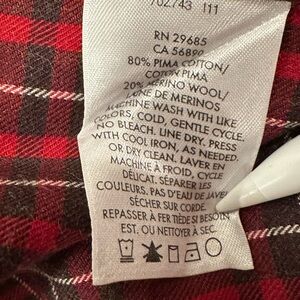 702743 111
RN 29685
CA 56890
80% PIMA COTTON/
COTON PIMA
20% MERINO WOOL/
LAINE DE MERINOS
MACHINE WASH WITH LIKE
COLORS, COLD, GENTLE CYCLE.
NO BLEACH. LINE DRY. PRESS
WITH COOL IRON, AS NEEDED.
OR DRY CLEAN. LAVER EN
MACHINE À FROID, CYCLE
DÉLICAT. SÉPARER LES
COULEURS. PAS D'EAU DE JAVEL
SÉCHER SUR CORDE.
REPASSER À FER TIÈDE SI BESOIN
EST. OU NETTOYER À SEC.